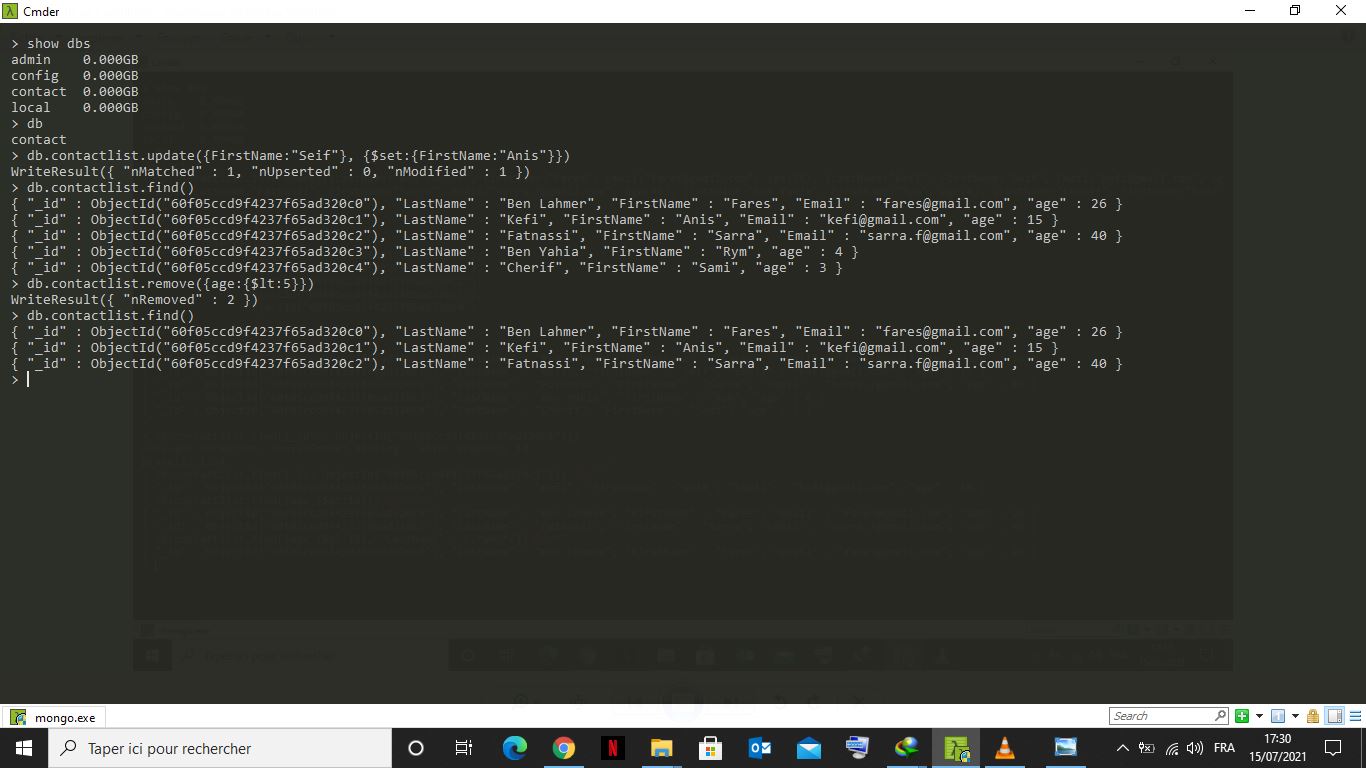 Cmder
> show dbs
admin    0.000GB
config   0.000GB
contact  0.000GB
local    0.000GB
> db
contact
> db.contactlist.update({FirstName:"Seif"}, {$set:{FirstName:"Anis"}})
WriteResult({ "nMatched" : 1, "nUpserted" : 0, "nModified" : 1 })
> db.contactlist.find()
{ "_id" : ObjectId("60f05ccd9f4237f65ad320c0"), "LastName" : "Ben Lahmer", "FirstName" : "Fares", "Email" : "fares@gmail.com", "age" : 26 }
{ "_id" : ObjectId("60f05ccd9f4237f65ad320c1"), "LastName" : "Kefi", "FirstName" : "Anis", "Email" : "kefi@gmail.com", "age" : 15 }
{ "_id" : ObjectId("60f05ccd9f4237f65ad320c2"), "LastName" : "Fatnassi", "FirstName" : "Sarra", "Email" : "sarra.f@gmail.com", "age" : 40 }
{ "_id" : ObjectId("60f05ccd9f4237f65ad320c3"), "LastName" : "Ben Yahia", "FirstName" : "Rym", "age" : 4 }
{ "_id" : ObjectId("60f05ccd9f4237f65ad320c4"), "LastName" : "Cherif", "FirstName" : "Sami", "age" : 3 }
> db.contactlist.remove({age:{$lt:5}})
WriteResult({ "nRemoved" : 2 })
> db.contactlist.find()
{ "_id" : ObjectId("60f05ccd9f4237f65ad320c0"), "LastName" : "Ben Lahmer", "FirstName" : "Fares", "Email" : "fares@gmail.com", "age" : 26 }
{ "_id" : ObjectId("60f05ccd9f4237f65ad320c1"), "LastName" : "Kefi", "FirstName" : "Anis", "Email" : "kefi@gmail.com", "age" : 15 }
{ "_id" : ObjectId("60f05ccd9f4237f65ad320c2"), "LastName" : "Fatnassi", "FirstName" : "Sarra", "Email" : "sarra.f@gmail.com", "age" : 40 }
>
mongo.exe
Search
Taper ici pour rechercher
FRA
17:30
15/07/2021